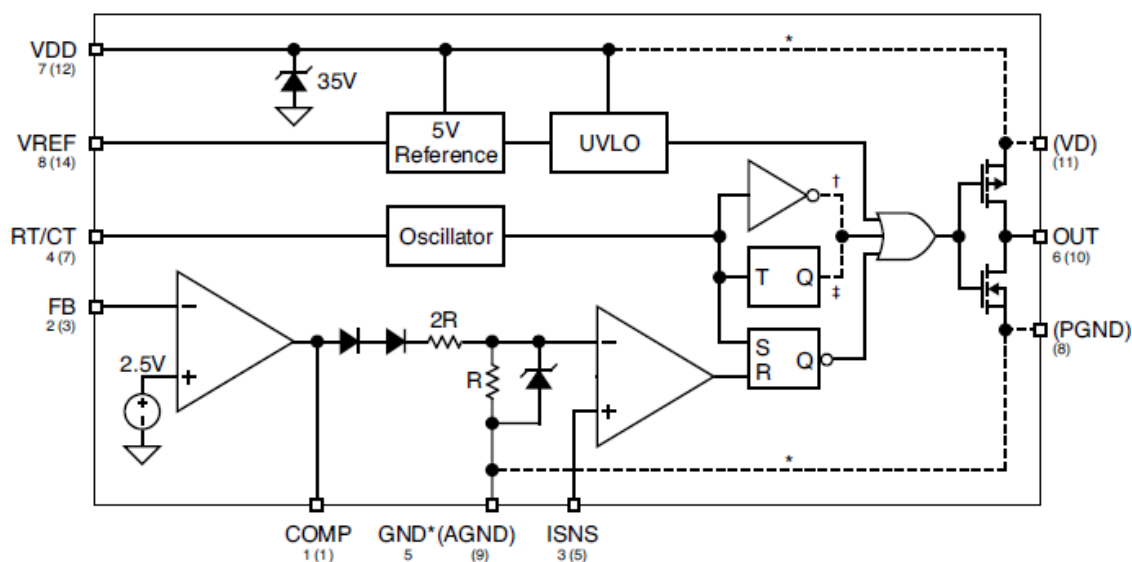 VDD
7 (12)
*
35V
VREF
8 (14)
5V
Reference
UVLO
(VD)
(11)
†
RT/CT
4 (7)
Oscillator
OUT
6 (10)
T Q
‡
FB
2 (3)
−
2R
−
S
R
Q
(PGND)
(8)
2.5V
+
+
−
R
+
*
COMP
1 (1)
GND*(AGND)
5 (9)
ISNS
3 (5)